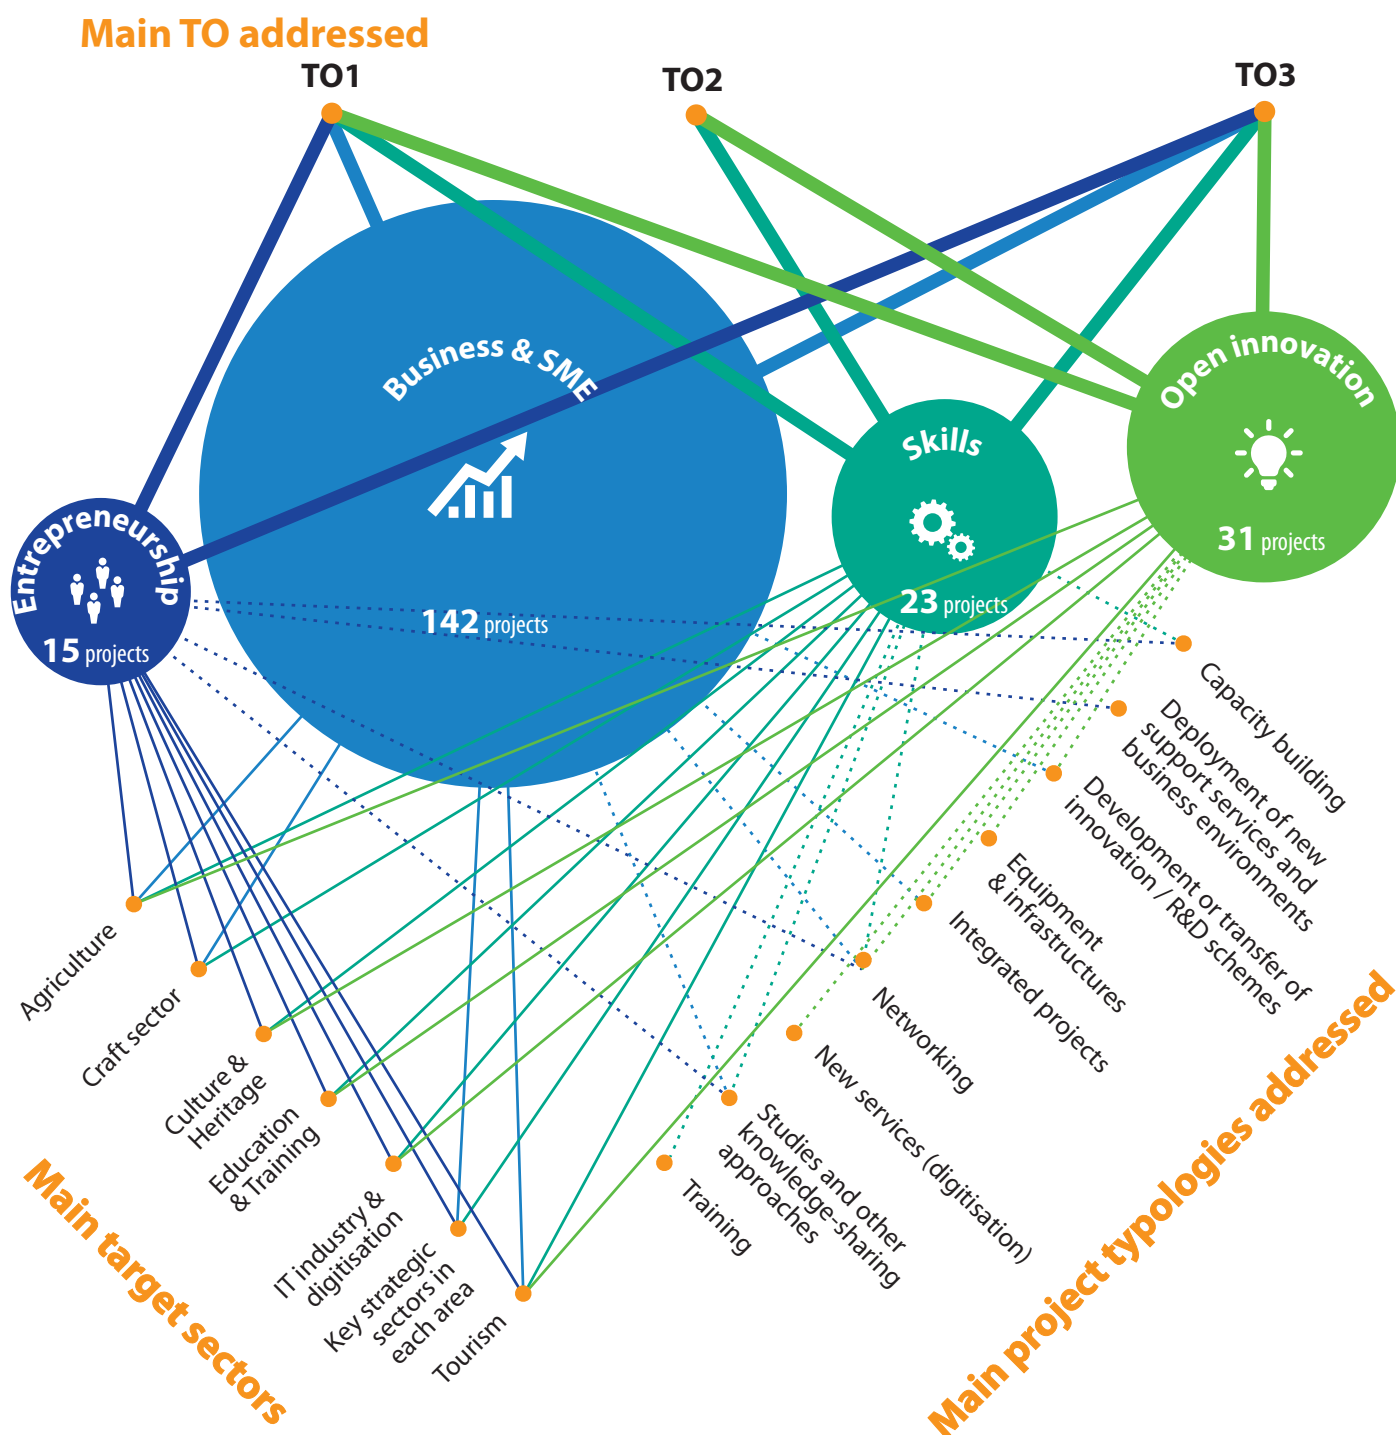 Main TO addressed
TO1
TO2
TO3
Business & SME
142 projects
Open innovation
31 projects
Skills
23 projects
Entrepreneurship
15 projects
Agriculture
Craft sector
Culture &
Heritage
Education
& Training
IT industry &
digitisation
Key strategic
sectors in
each area
Tourism
Main target sectors
Capacity building
Deployment of new
support services and
business environments
Development or transfer of
innovation / R&D schemes
Equipment
& infrastructures
Integrated projects
Networking
New services (digitisation)
Studies and other
knowledge-sharing
approaches
Training
Main project typologies addressed